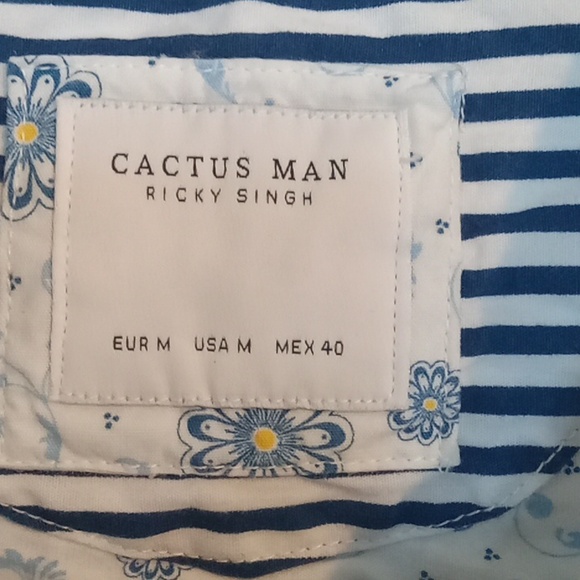 CACTUS MAN
RICKY SINGH
EUR M USA M MEX 40